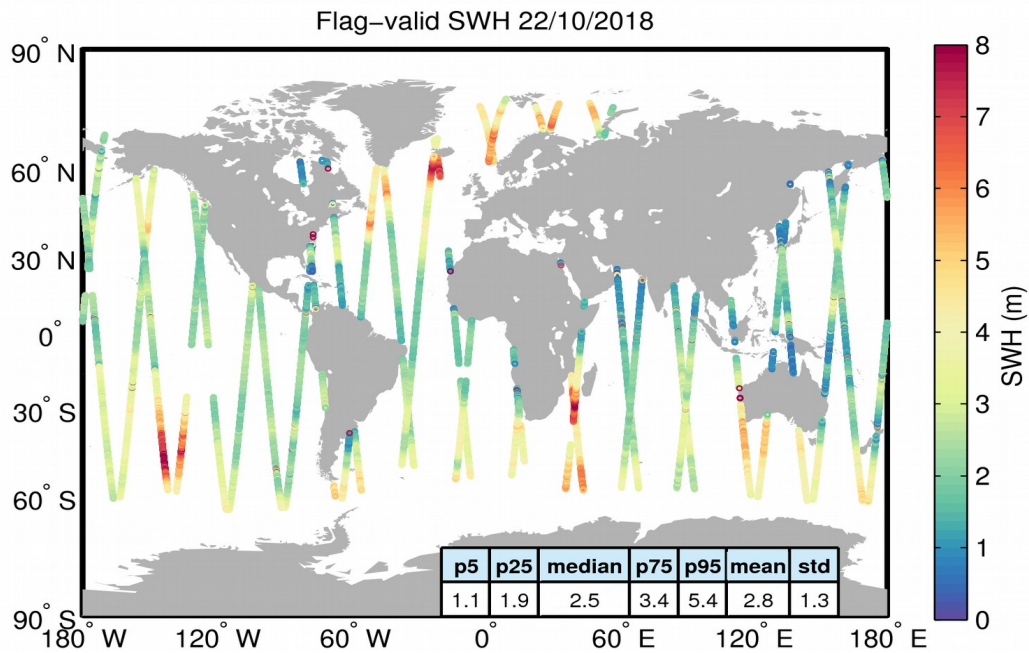 Flag−valid SWH 22/10/2018
90° N
60° N
30° N
0°
30° S
60° S
90° S
180° W
120° W
60° W
0°
60° E
120° E
180° E
p5 p25 median p75 p95 mean std
1.1 1.9 2.5 3.4 5.4 2.8 1.3
8
7
6
5
4
3
2
1
0
SWH (m)